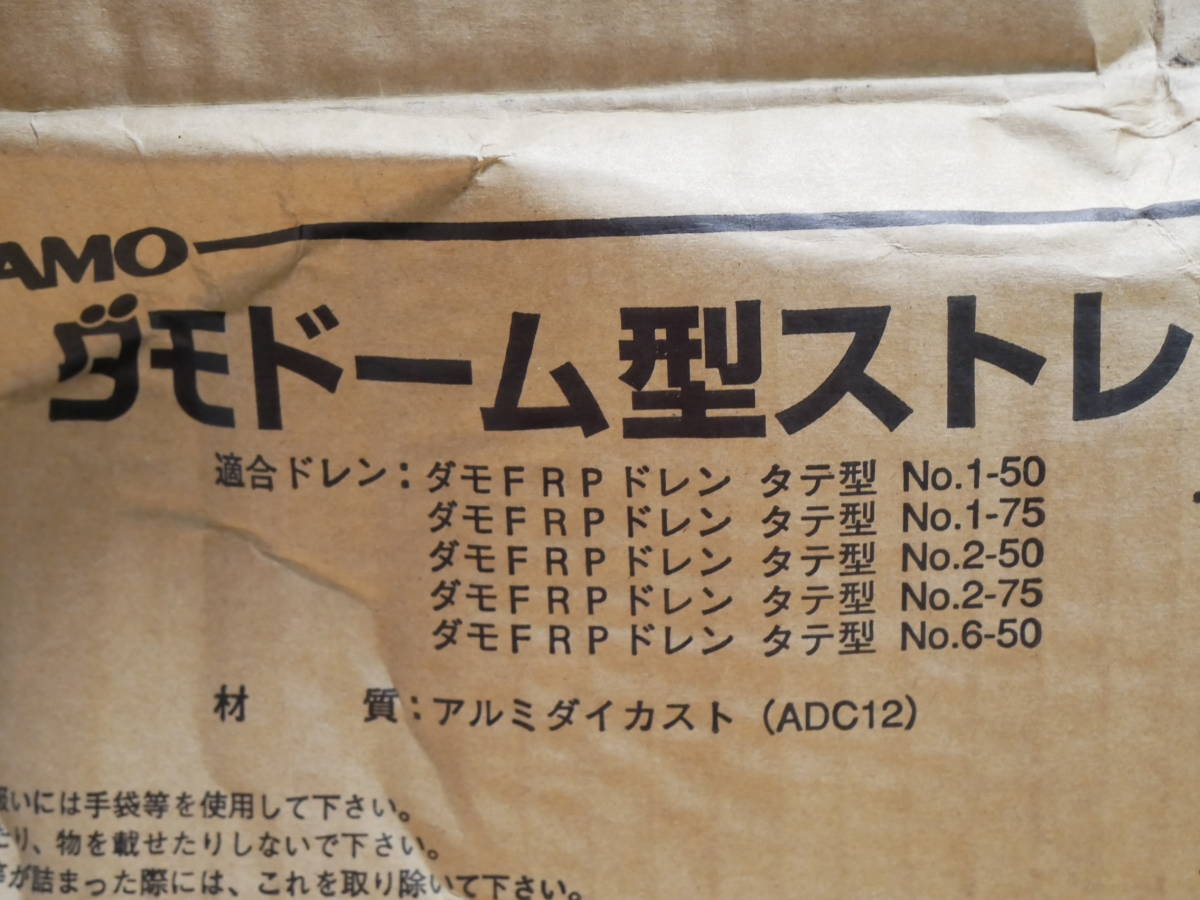 AMO
ダモドーム型ストレ
適合ドレン：ダモＦＲＰドレン タテ型 No.1-50
ダモＦＲＰドレン タテ型 No.1-75
ダモＦＲＰドレン タテ型 No.2-50
ダモＦＲＰドレン タテ型 No.2-75
ダモＦＲＰドレン タテ型 No.6-50
材　質：アルミダイカスト（ADC12）
扱いには手袋等を使用して下さい。
たり、物を載せたりしないで下さい。
等が詰まった際には、これを取り除いて下さい。